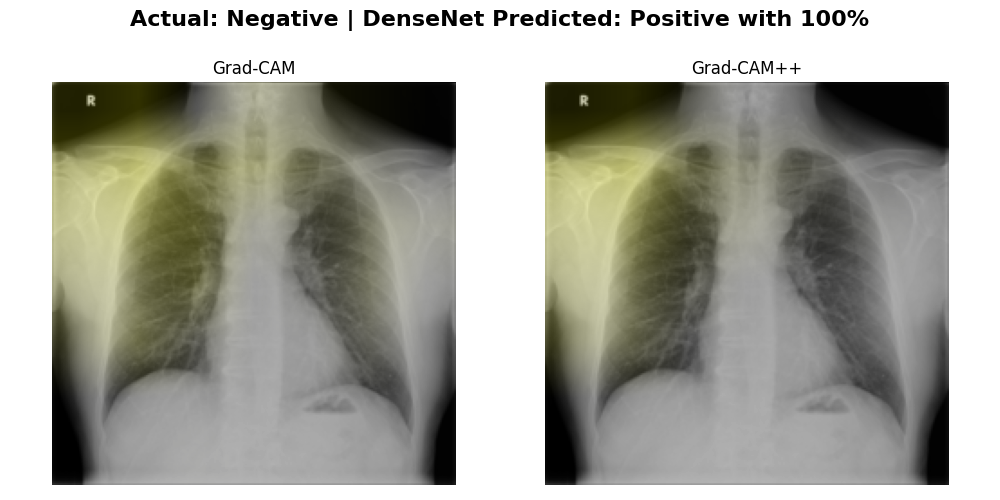 Actual: Negative | DenseNet Predicted: Positive with 100%
Grad-CAM
Grad-CAM++
R
R